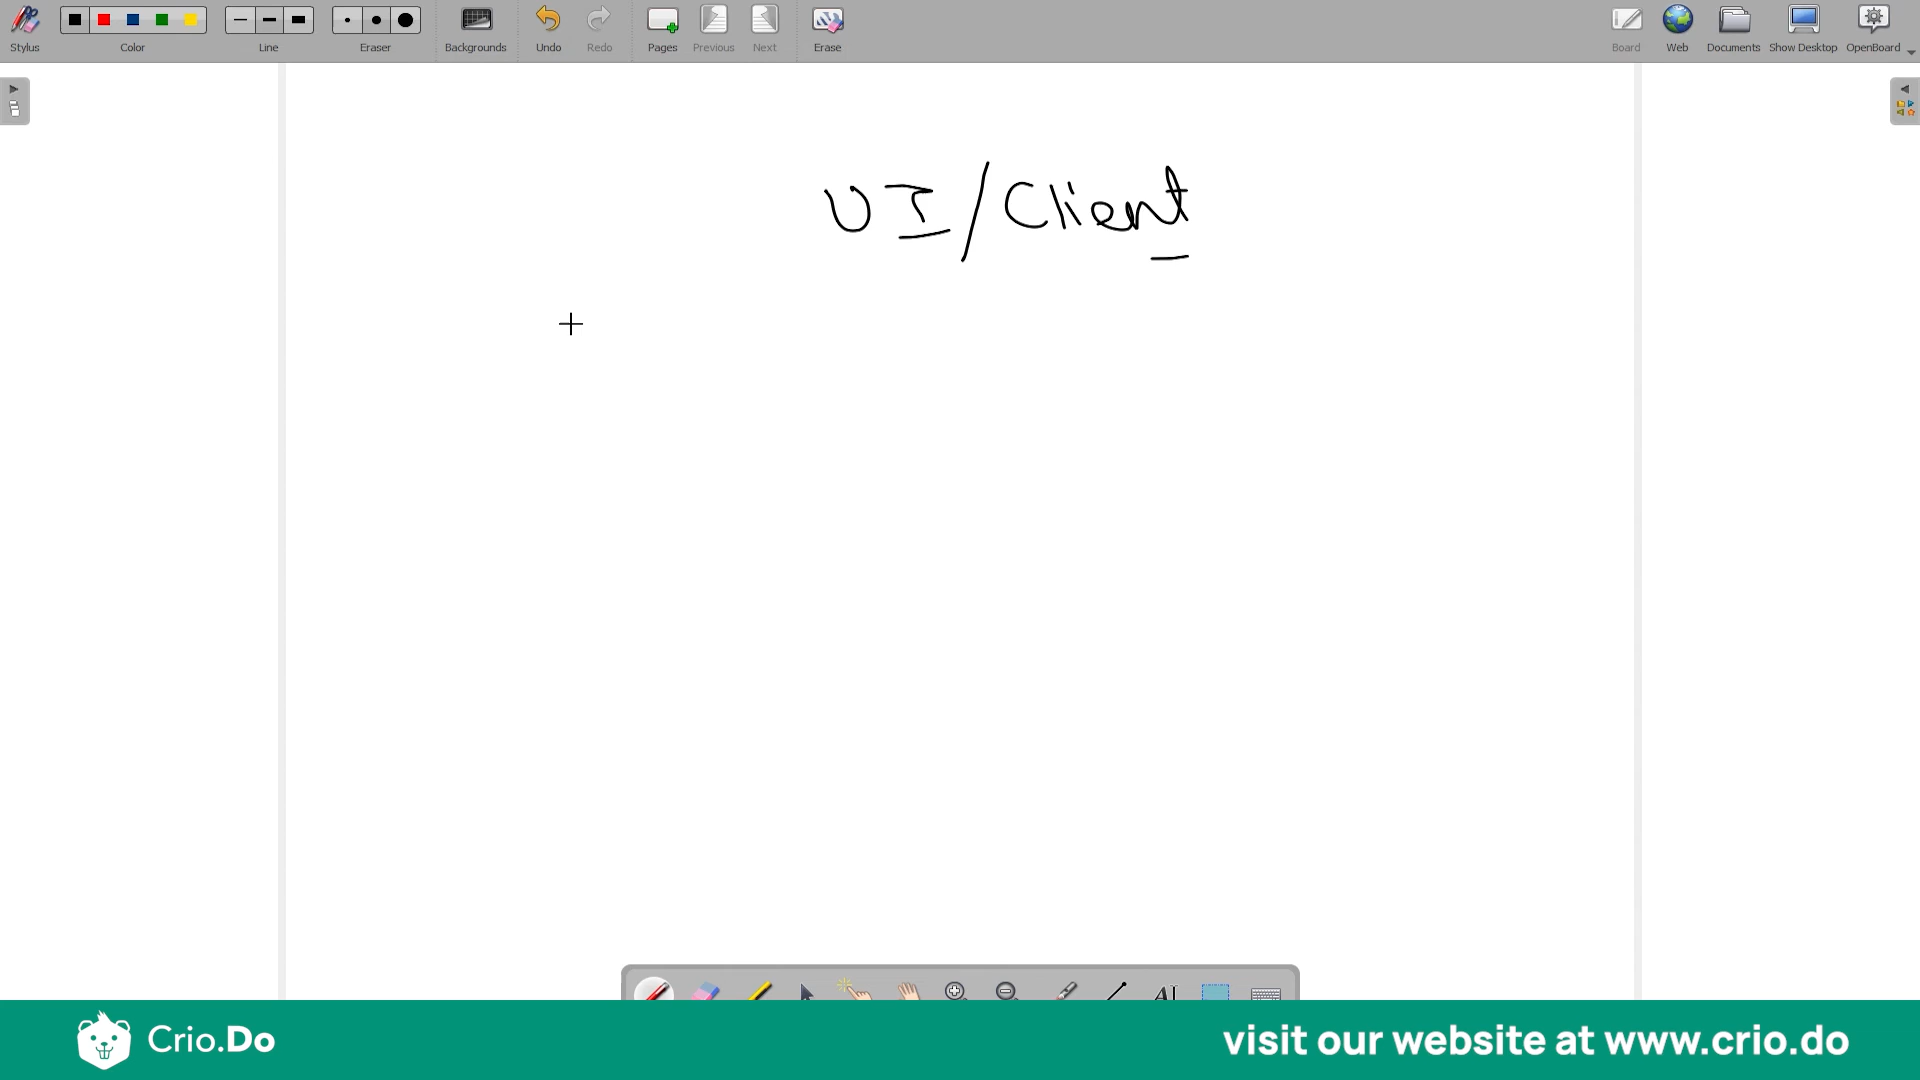 Stylus Color Line Eraser Backgrounds Undo Redo Pages Previous Next Erase Board Web Documents Show Desktop OpenBoard
UI/Client
AI
Crio.Do visit our website at www.crio.do